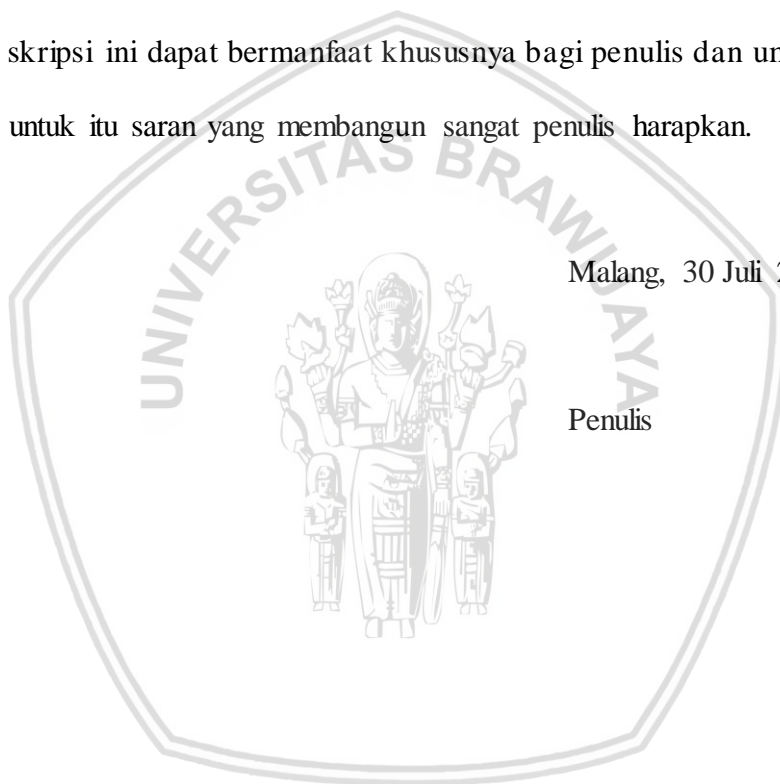 skripsi ini dapat bermanfaat khususnya bagi penulis dan
untuk itu saran yang membangun sangat penulis harapkan.
UNIVERSITAS BRAWIJAYA
Malang, 30 Juli
Penulis